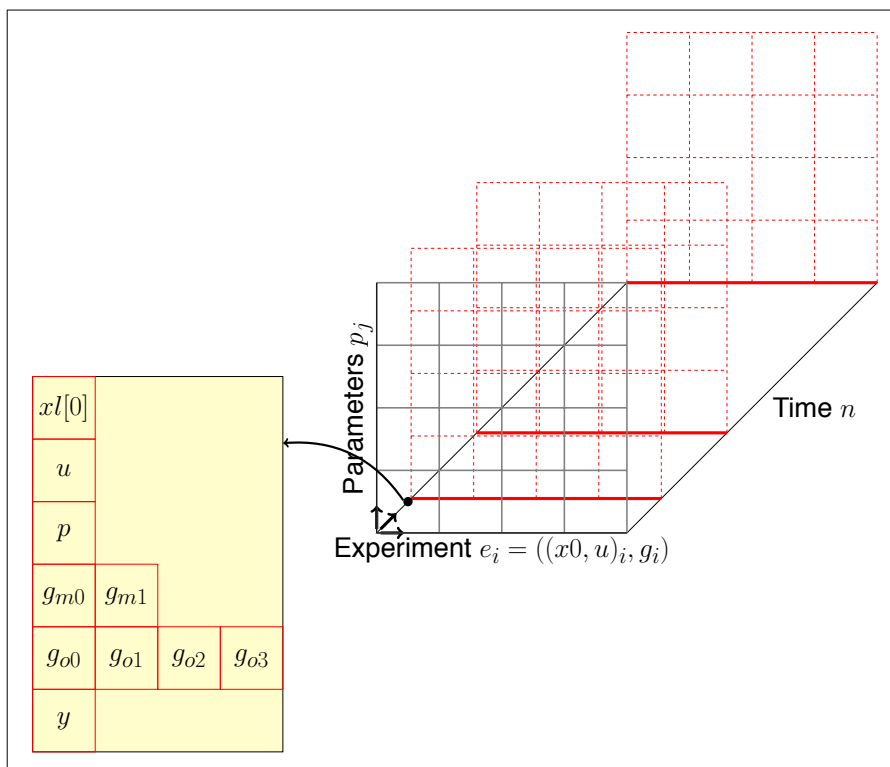 Parameters $p_j$
$xl[0]$
Time $n$
$u$
$p$
Experiment $e_i = ((x0, u)_i, g_i)$
$g_{m0}$ $g_{m1}$
$g_{o0}$ $g_{o1}$ $g_{o2}$ $g_{o3}$
$y$